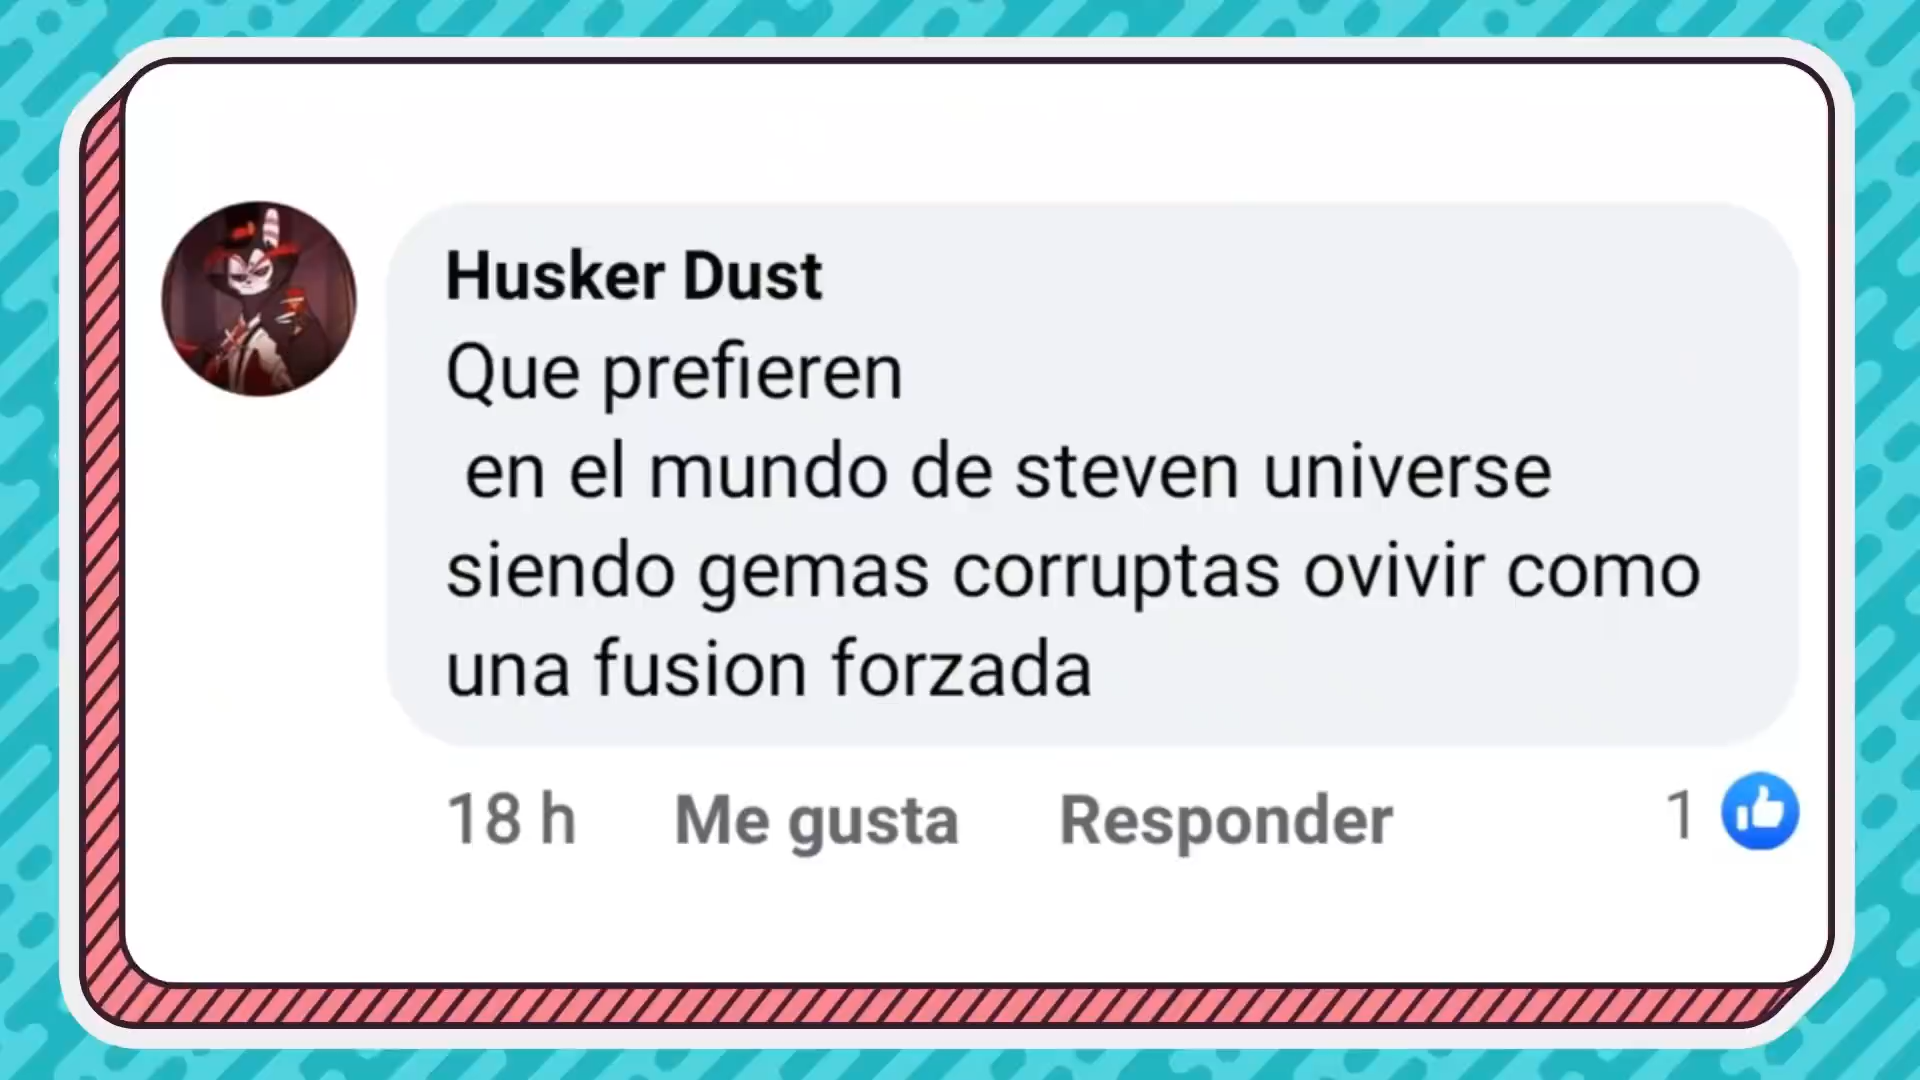 Husker Dust
Que prefieren
en el mundo de steven universe
siendo gemas corruptas ovivir como
una fusion forzada
18 h Me gusta Responder 1